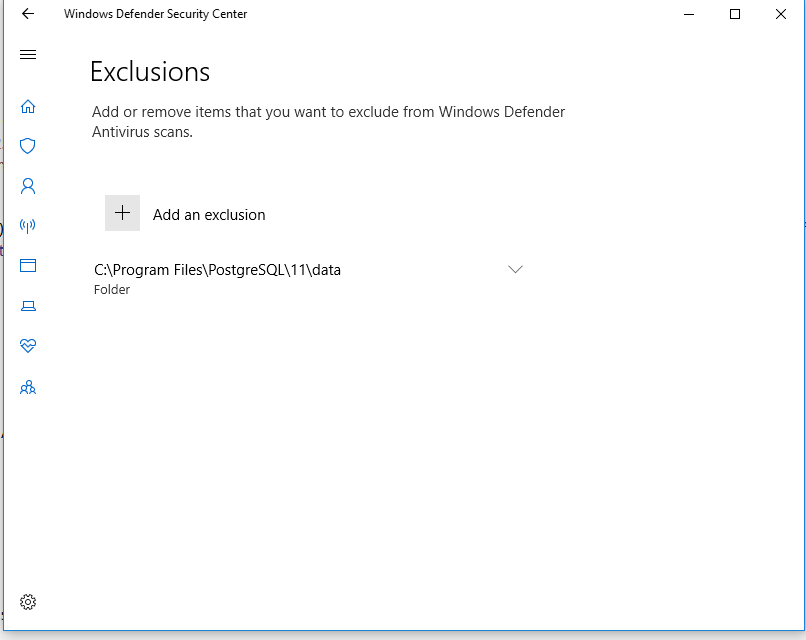 Windows Defender Security Center
Exclusions
Add or remove items that you want to exclude from Windows Defender
Antivirus scans.
Add an exclusion
C:\Program Files\PostgreSQL\11\data
Folder